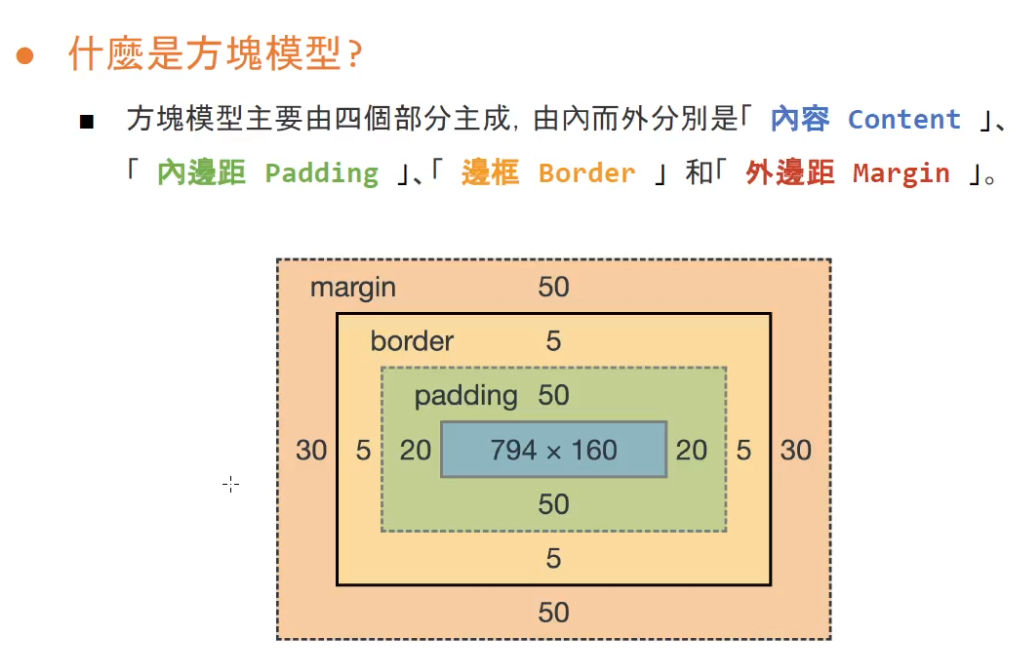 什麼是方塊模型?
方塊模型主要由四個部分主成, 由內而外分別是「 內容 Content 」、
「 內邊距 Padding 」、「 邊框 Border 」 和「 外邊距 Margin 」。
margin 50
border 5
padding 50
30 5 20 794 × 160 20 5 30
50
5
50